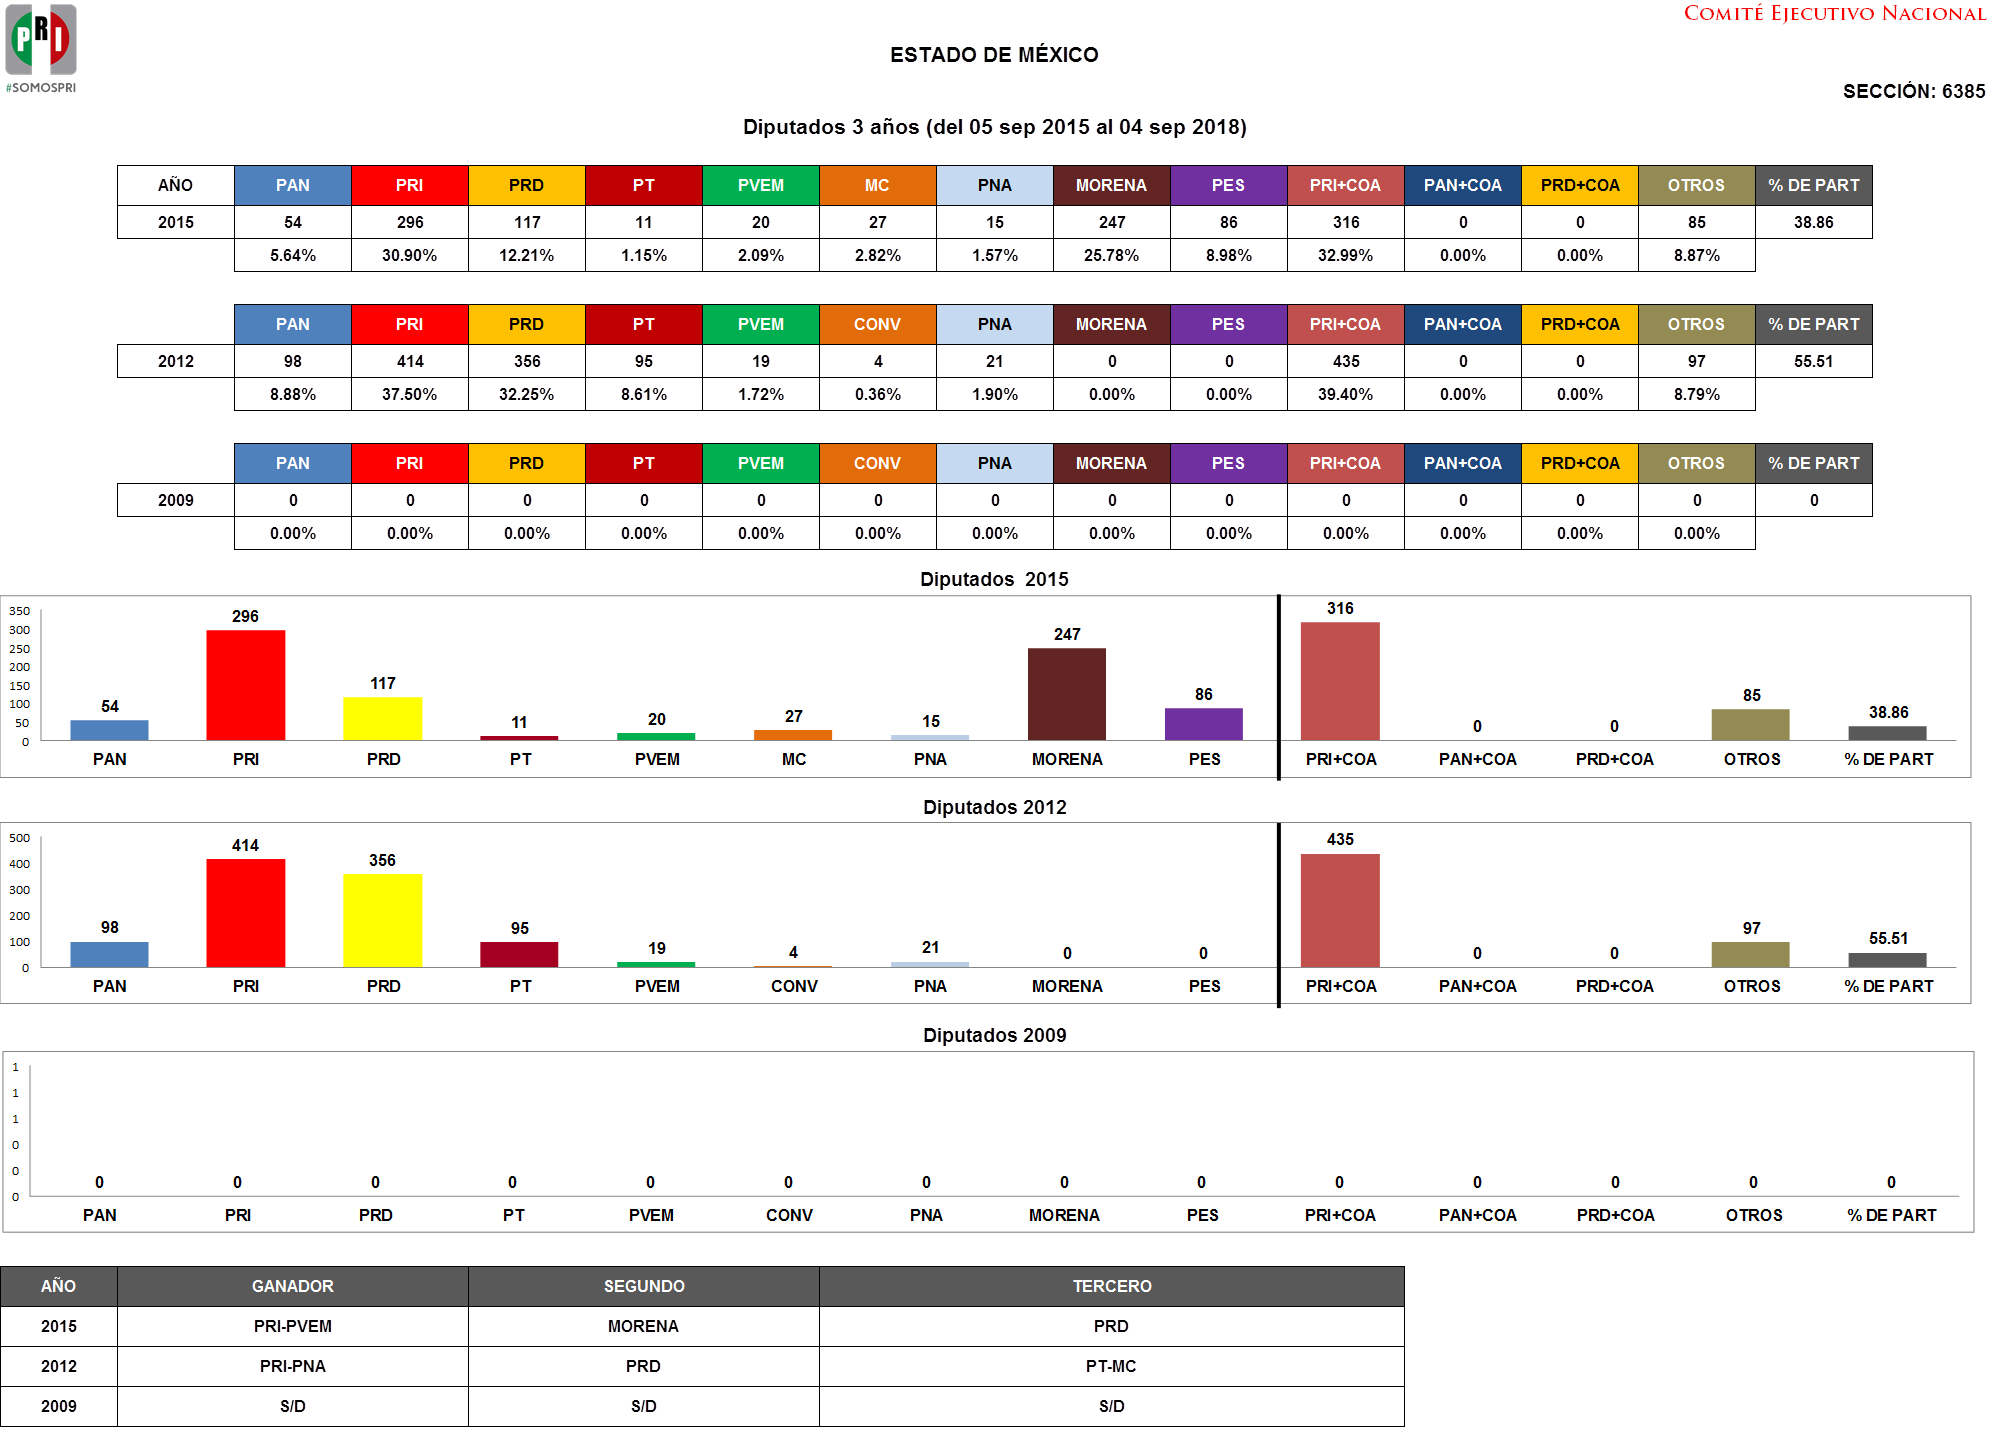 PRI
#SOMOSPRI
COMITÉ EJECUTIVO NACIONAL
ESTADO DE MÉXICO
SECCIÓN: 6385
Diputados 3 años (del 05 sep 2015 al 04 sep 2018)
AÑO PAN PRI PRD PT PVEM MC PNA MORENA PES PRI+COA PAN+COA PRD+COA OTROS % DE PART
2015 54 296 117 11 20 27 15 247 86 316 0 0 85 38.86
5.64% 30.90% 12.21% 1.15% 2.09% 2.82% 1.57% 25.78% 8.98% 32.99% 0.00% 0.00% 8.87%
PAN PRI PRD PT PVEM CONV PNA MORENA PES PRI+COA PAN+COA PRD+COA OTROS % DE PART
2012 98 414 356 95 19 4 21 0 0 435 0 0 97 55.51
8.88% 37.50% 32.25% 8.61% 1.72% 0.36% 1.90% 0.00% 0.00% 39.40% 0.00% 0.00% 8.79%
PAN PRI PRD PT PVEM CONV PNA MORENA PES PRI+COA PAN+COA PRD+COA OTROS % DE PART
2009 0 0 0 0 0 0 0 0 0 0 0 0 0 0
0.00% 0.00% 0.00% 0.00% 0.00% 0.00% 0.00% 0.00% 0.00% 0.00% 0.00% 0.00% 0.00%
Diputados 2015
350
300
250
200
150
100
50
0
54 296 117 11 20 27 15 247 86 316 0 0 85 38.86
PAN PRI PRD PT PVEM MC PNA MORENA PES PRI+COA PAN+COA PRD+COA OTROS % DE PART
Diputados 2012
500
400
300
200
100
0
98 414 356 95 19 4 21 0 0 435 0 0 97 55.51
PAN PRI PRD PT PVEM CONV PNA MORENA PES PRI+COA PAN+COA PRD+COA OTROS % DE PART
Diputados 2009
1
1
1
0
0
0
0 0 0 0 0 0 0 0 0 0 0 0 0 0
PAN PRI PRD PT PVEM CONV PNA MORENA PES PRI+COA PAN+COA PRD+COA OTROS % DE PART
AÑO GANADOR SEGUNDO TERCERO
2015 PRI-PVEM MORENA PRD
2012 PRI-PNA PRD PT-MC
2009 S/D S/D S/D